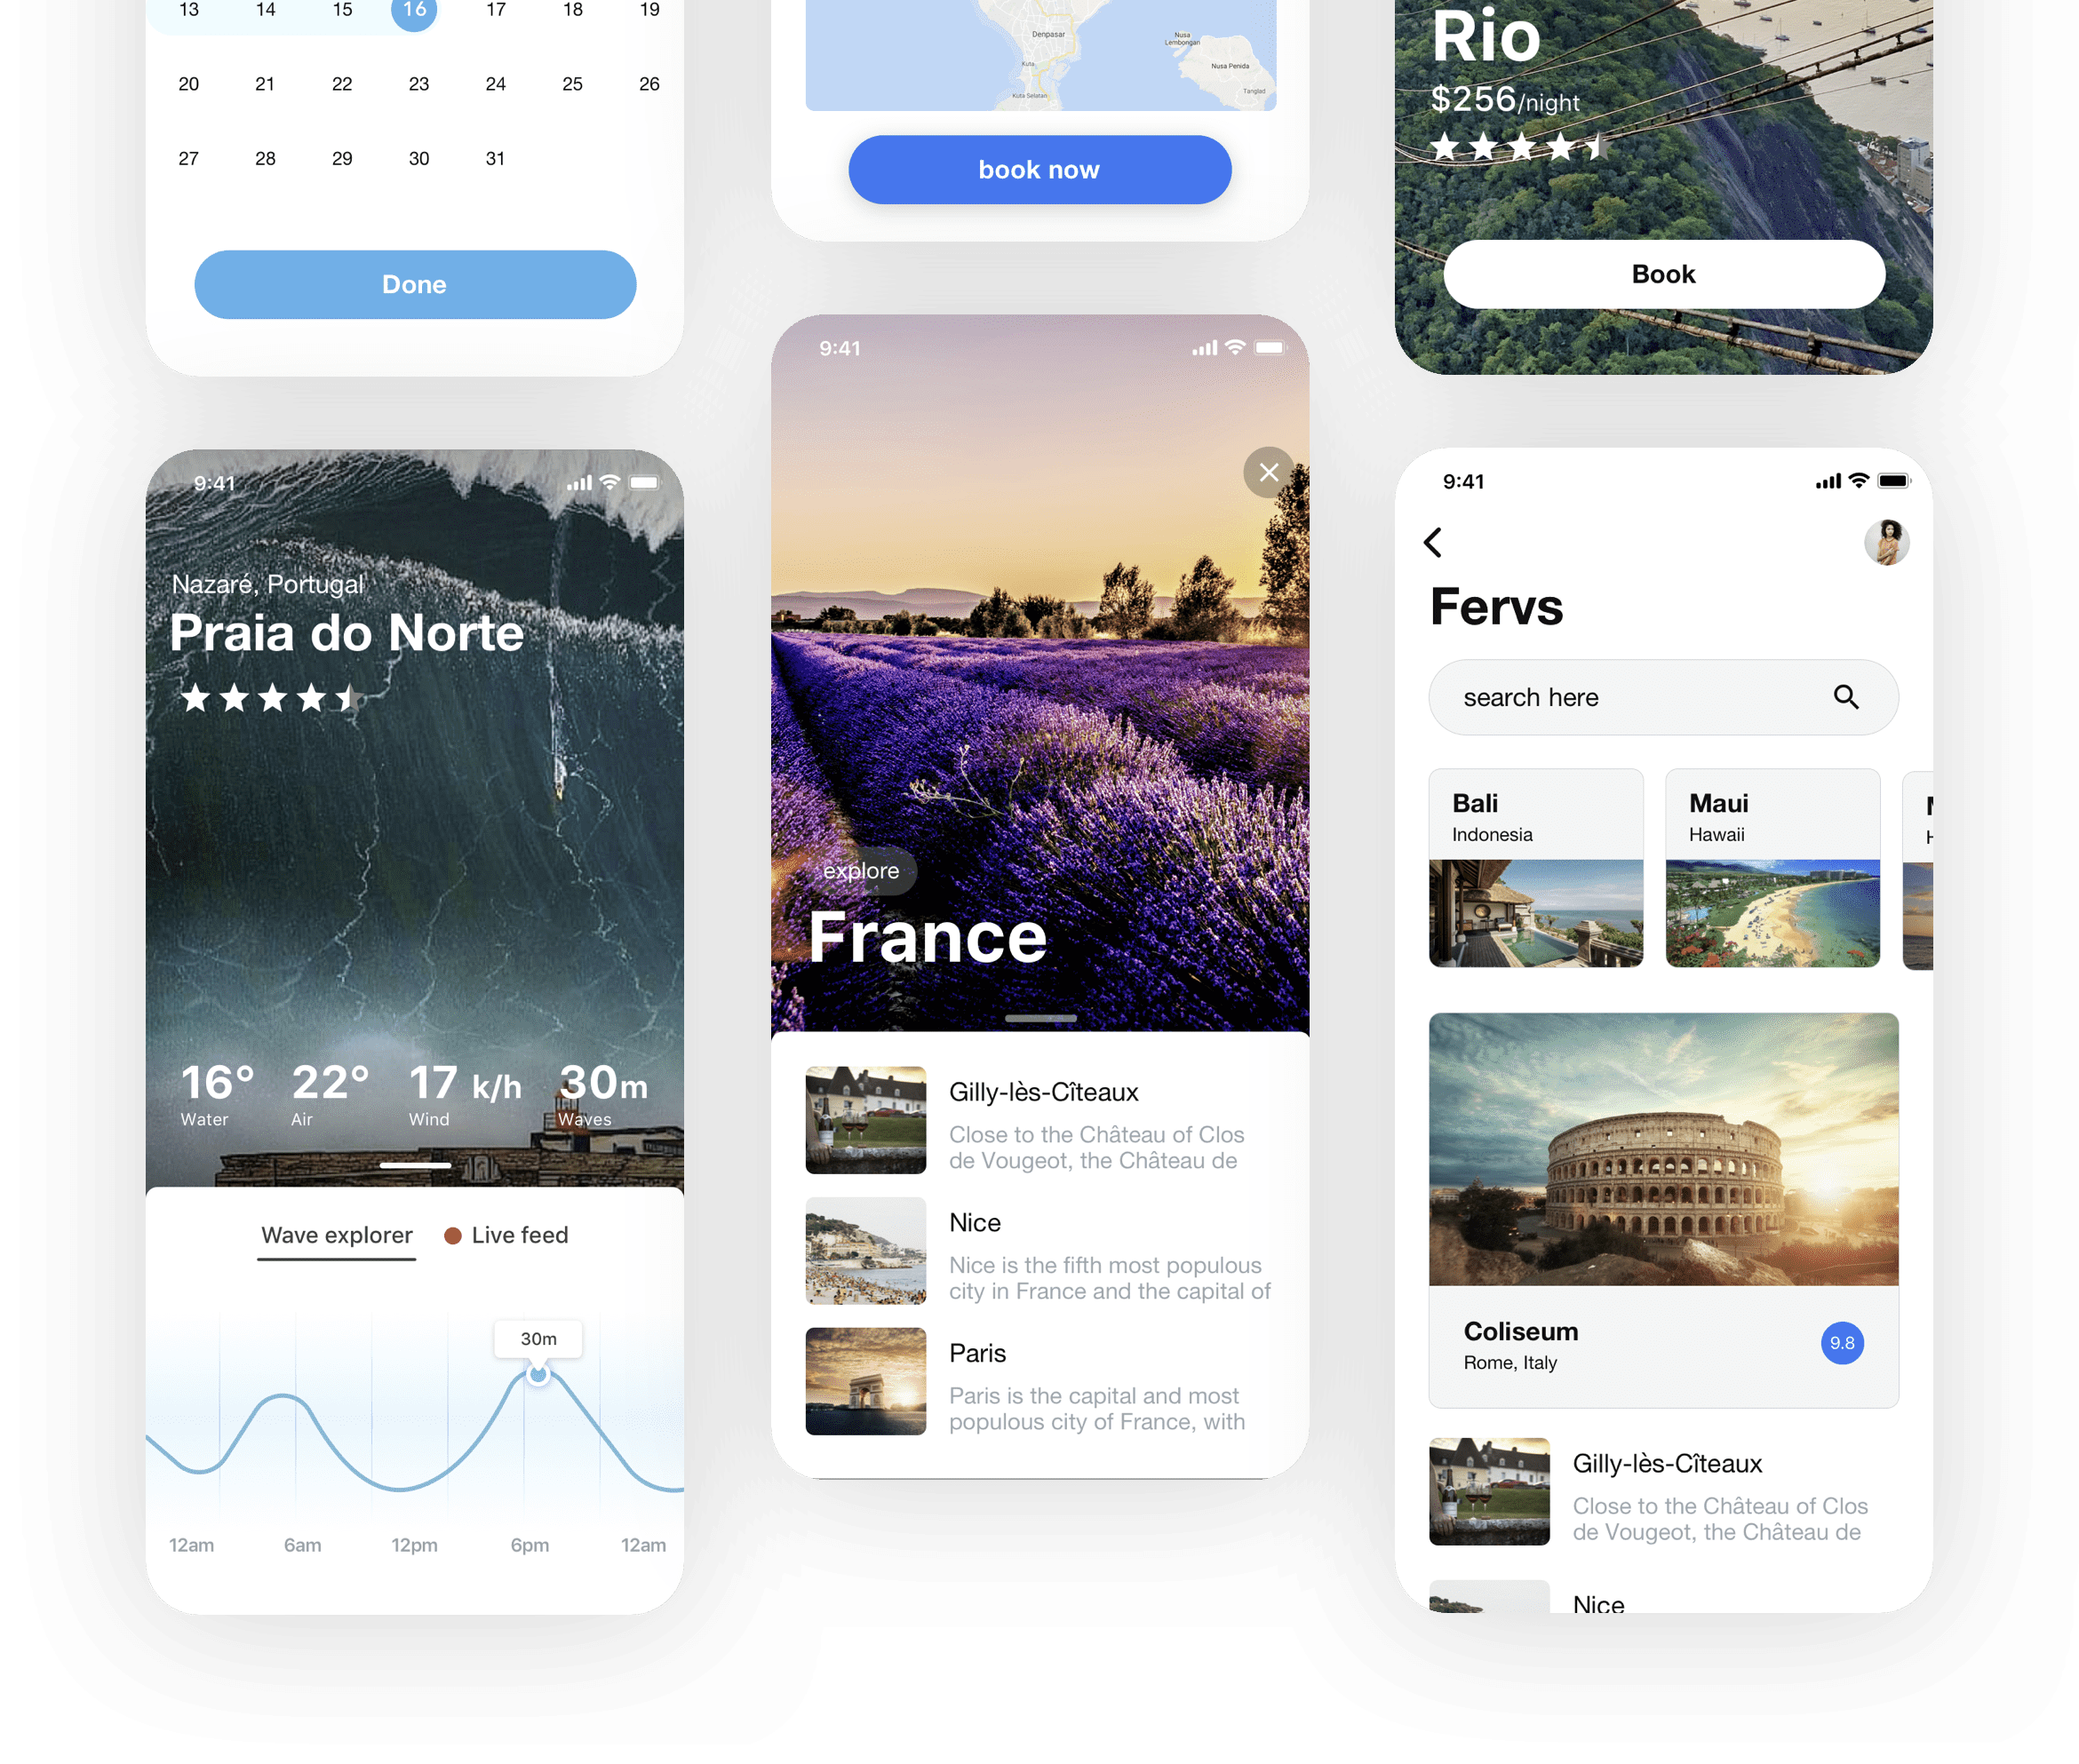 13 14 15 16 17 18 19
20 21 22 23 24 25 26
27 28 29 30 31
Done
9:41
Nazaré, Portugal
Praia do Norte
16° 22° 17 k/h 30m
Water Air Wind Waves
Wave explorer Live feed
30m
12am 6am 12pm 6pm 12am
Denpasar
Nusa
Lembongan
Kuta
Nusa Penida
Kuta Selatan
Tanglad
book now
9:41
explore
France
Gilly-lès-Cîteaux
Close to the Château of Clos
de Vougeot, the Château de
Nice
Nice is the fifth most populous
city in France and the capital of
Paris
Paris is the capital and most
populous city of France, with
Rio
$256/night
Book
9:41
Fervs
search here
Bali
Indonesia
Maui
Hawaii
Coliseum
Rome, Italy
9.8
Gilly-lès-Cîteaux
Close to the Château of Clos
de Vougeot, the Château de
Nice